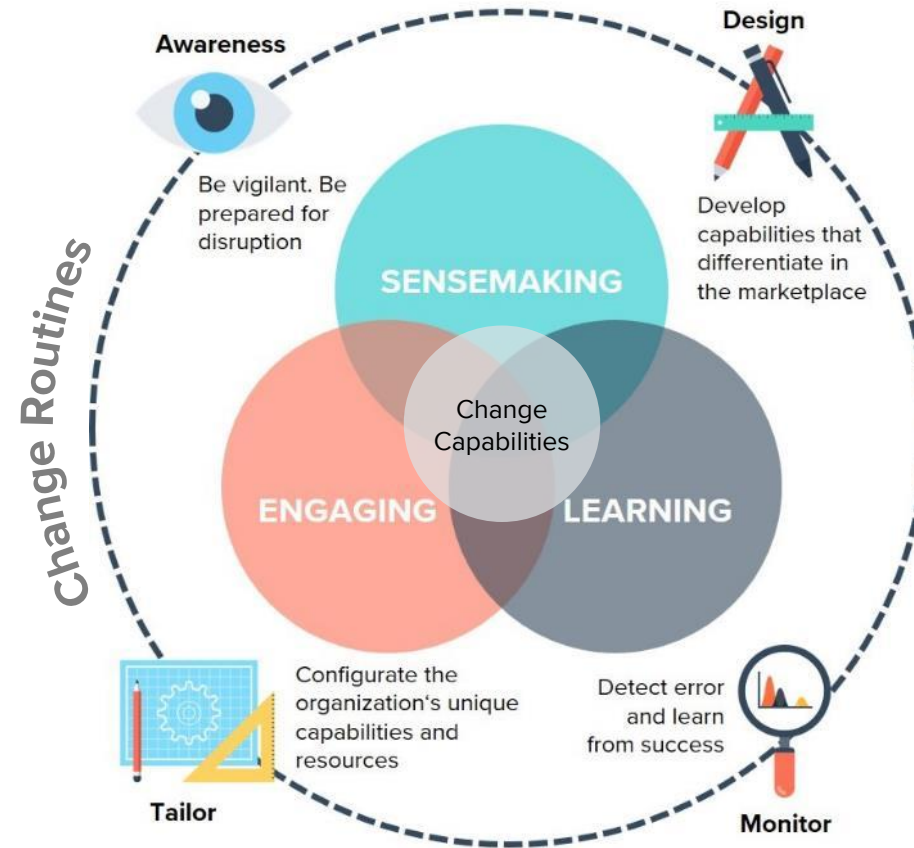 Change Routines
Awareness
Be vigilant. Be
prepared for
disruption
Design
Develop
capabilities that
differentiate in
the marketplace
SENSEMAKING
Change
Capabilities
ENGAGING
LEARNING
Configurate the
organization‘s unique
capabilities and
resources
Tailor
Detect error
and learn
from success
Monitor